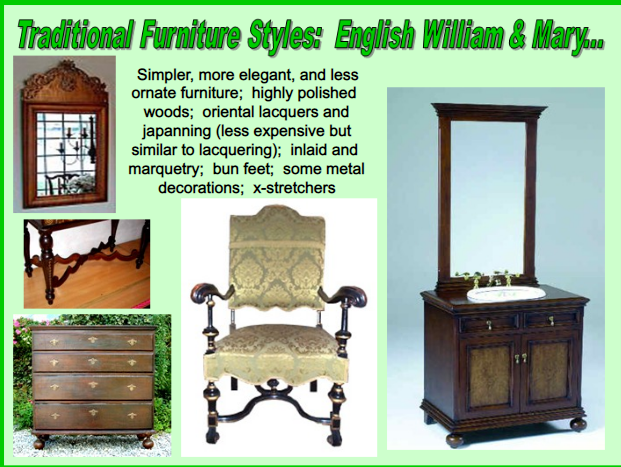 Traditional Furniture Styles:  English William & Mary...
Simpler, more elegant, and less
ornate furniture;  highly polished
woods;  oriental lacquers and
japanning (less expensive but
similar to lacquering);  inlaid and
marquetry;  bun feet;  some metal
decorations;  x-stretchers